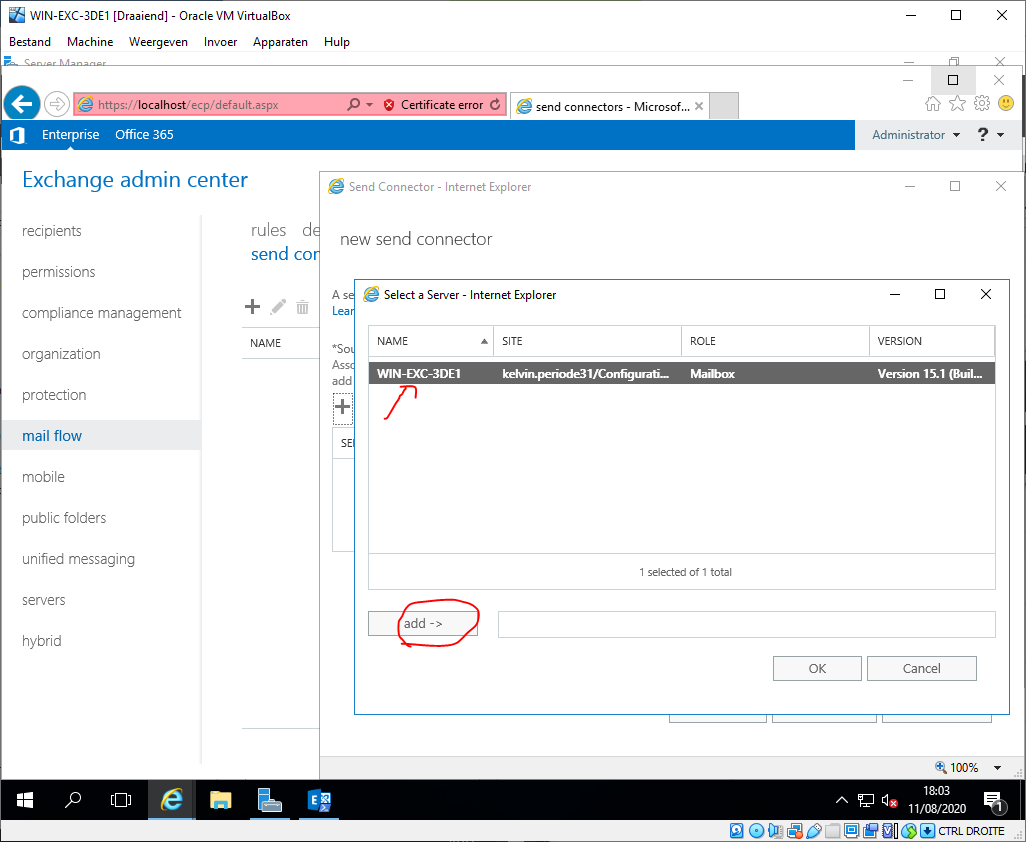 WIN-EXC-3DE1 [Draaiend] - Oracle VM VirtualBox
Bestand Machine Weergeven Invoer Apparaten Hulp
Server Manager
https://localhost/ecp/default.aspx
Certificate error
send connectors - Microsof...
Enterprise Office 365
Administrator ?
Exchange admin center
Send Connector - Internet Explorer
recipients
permissions
compliance management
organization
protection
mail flow
mobile
public folders
unified messaging
servers
hybrid
rules de
send cor
NAME
new send connector
A se
Lear
*Sou
Asso
add
SE
Select a Server - Internet Explorer
NAME SITE ROLE VERSION
WIN-EXC-3DE1 kelvin.periode31/Configurati... Mailbox Version 15.1 (Buil...
1 selected of 1 total
add ->
OK Cancel
100%
18:03
11/08/2020
1
CTRL DROITE